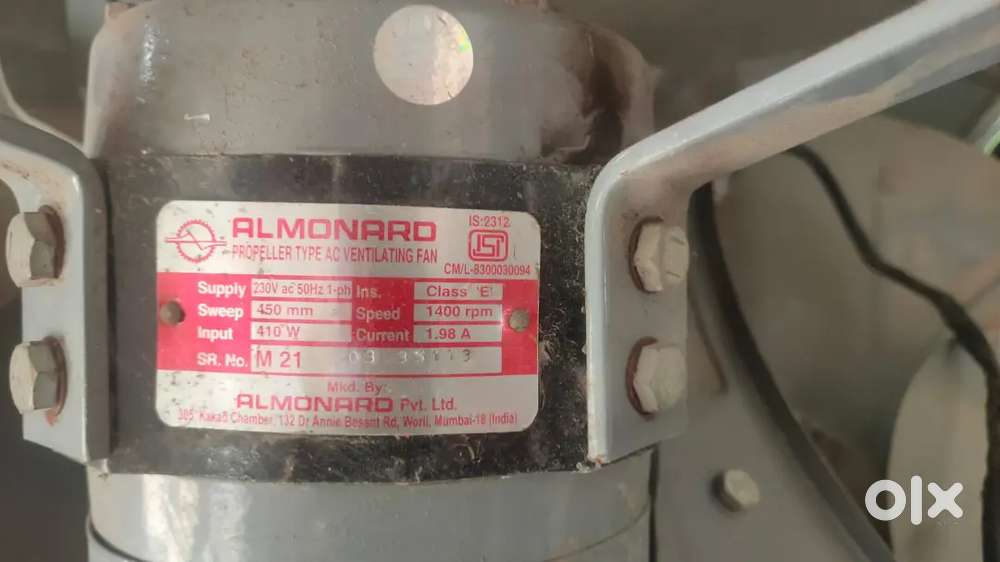 ALMONARD
PROPELLER TYPE AC VENTILATING FAN
IS:2312
ISI
CM/L-8300030094
Supply 230V ac 50Hz 1-ph Ins. Class 'E'
Sweep 450 mm Speed 1400 rpm
Input 410 W Current 1.98 A
SR. No. M 21 03
Mkd. By:
ALMONARD Pvt. Ltd.
305, Kakad Chamber, 132 Dr Annie Besant Rd, Worli, Mumbai-18 (India)
olx